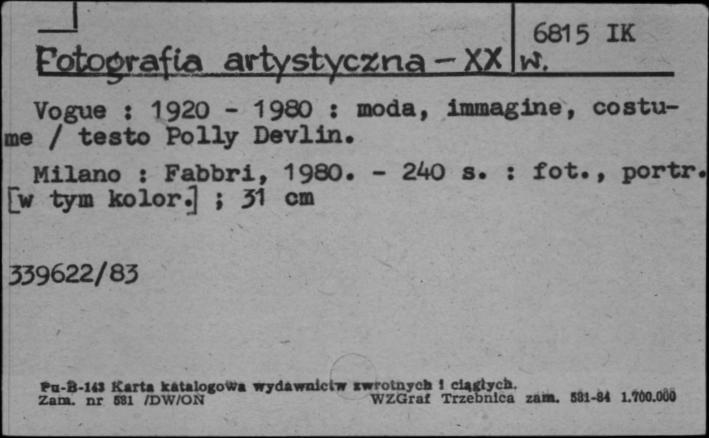 6815 IK
Fotografia artystyczna - XX w.
Vogue : 1920 - 1980 : moda, immagine, costu-
me / testo Polly Devlin.
Milano : Fabbri, 1980. - 240 s. : fot., portr.
[w tym kolor.] ; 31 cm
339622/83
Pu-B-143 Karta katalogowa wydawnictw zwrotnych i ciągłych.
Zam. nr 581 /DW/ON WZGraf Trzebnica zam. 581-84 1.700.000